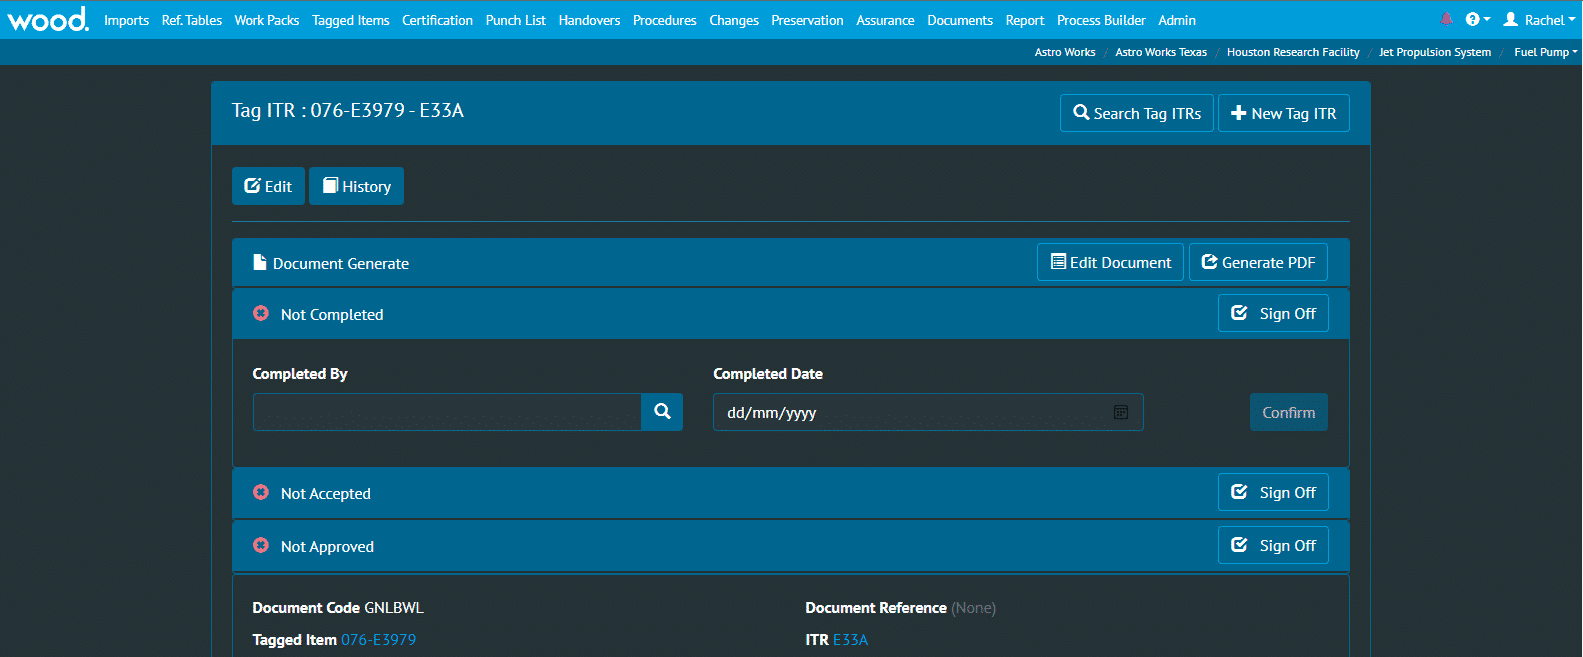 wood. Imports Ref. Tables Work Packs Tagged Items Certification Punch List Handovers Procedures Changes Preservation Assurance Documents Report Process Builder Admin Rachel
Astro Works / Astro Works Texas / Houston Research Facility / Jet Propulsion System / Fuel Pump
Tag ITR : 076-E3979 - E33A Search Tag ITRs New Tag ITR
Edit History
Document Generate Edit Document Generate PDF
Not Completed Sign Off
Completed By Completed Date
dd/mm/yyyy Confirm
Not Accepted Sign Off
Not Approved Sign Off
Document Code GNLBWL Document Reference (None)
Tagged Item 076-E3979 ITR E33A